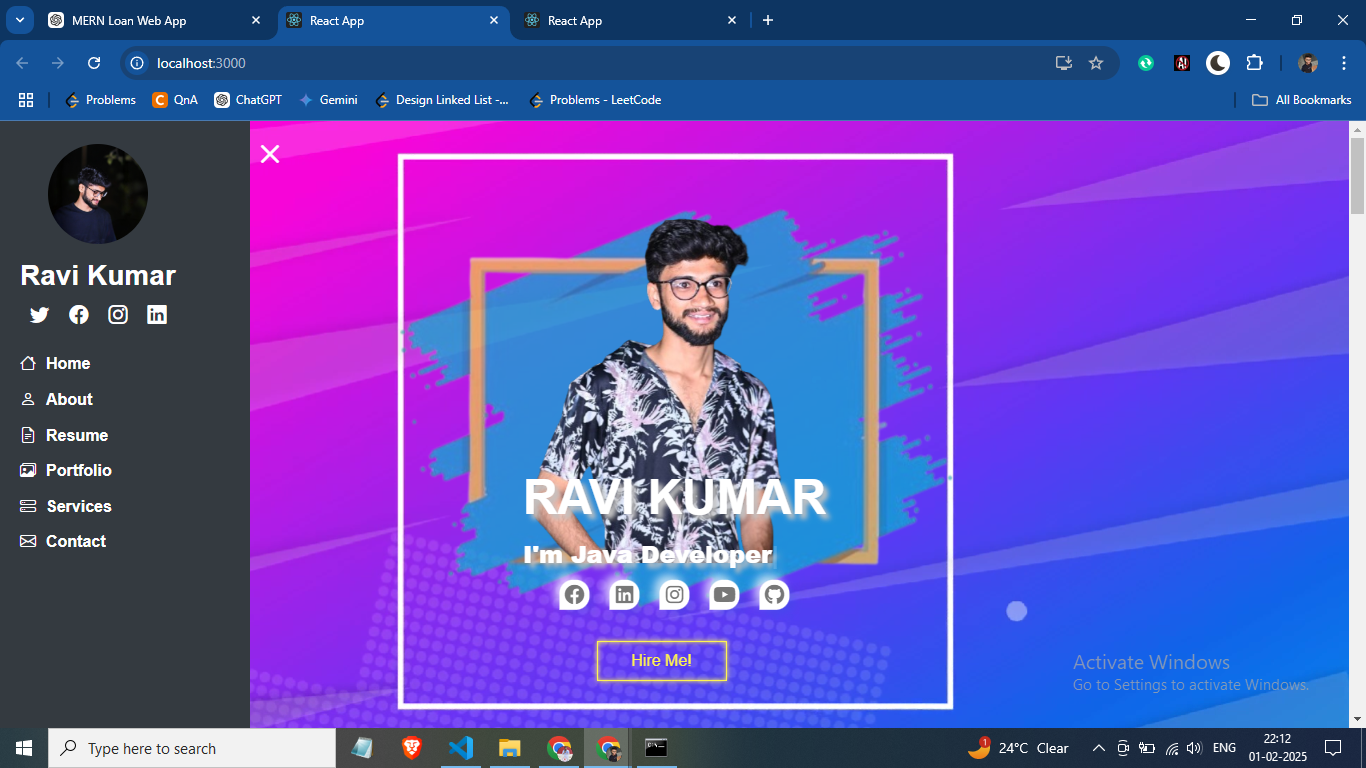 MERN Loan Web App
React App
React App
localhost:3000
Problems
QnA
ChatGPT
Gemini
Design Linked List -...
Problems - LeetCode
All Bookmarks
Ravi Kumar
Home
About
Resume
Portfolio
Services
Contact
RAVI KUMAR
I'm Java Developer
Hire Me!
Activate Windows
Go to Settings to activate Windows.
Type here to search
1
24°C Clear
ENG
22:12
01-02-2025